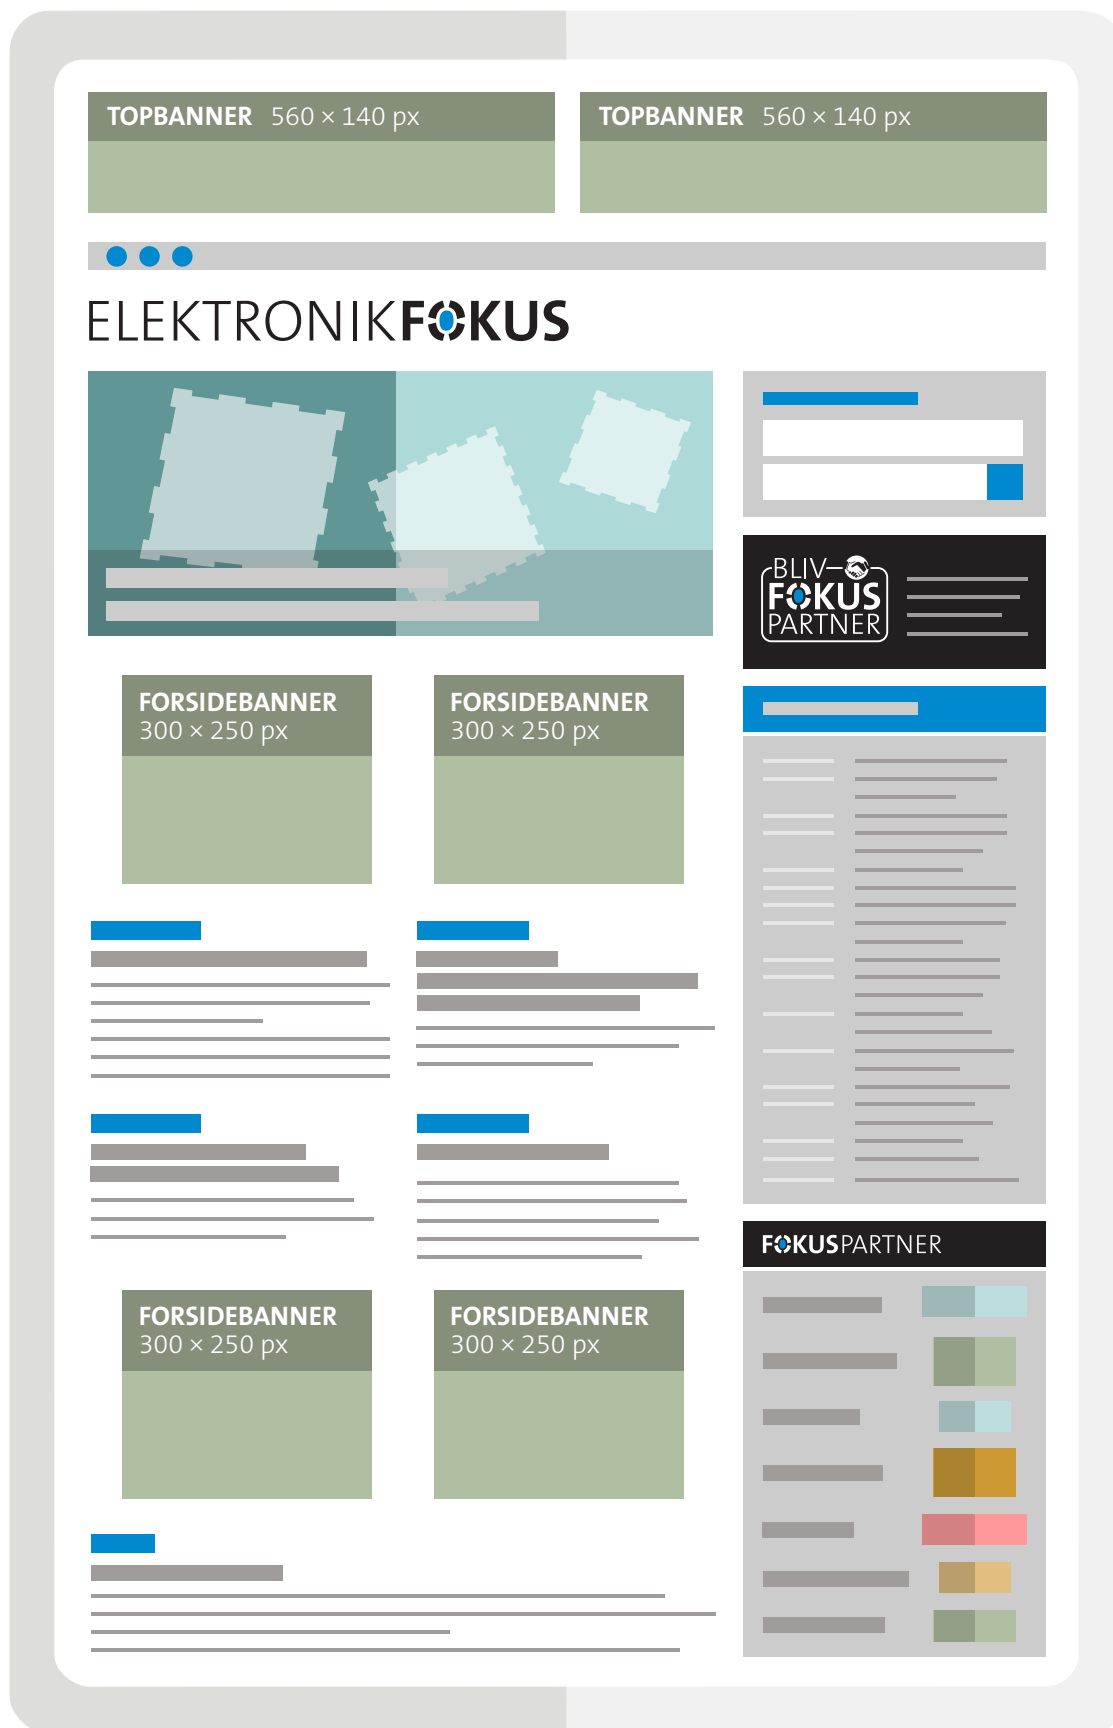 TOPBANNER 560 × 140 px
TOPBANNER 560 × 140 px
ELEKTRONIKFOKUS
BLIV
FOKUS
PARTNER
FORSIDEBANNER
300 × 250 px
FORSIDEBANNER
300 × 250 px
FOKUSPARTNER
FORSIDEBANNER
300 × 250 px
FORSIDEBANNER
300 × 250 px